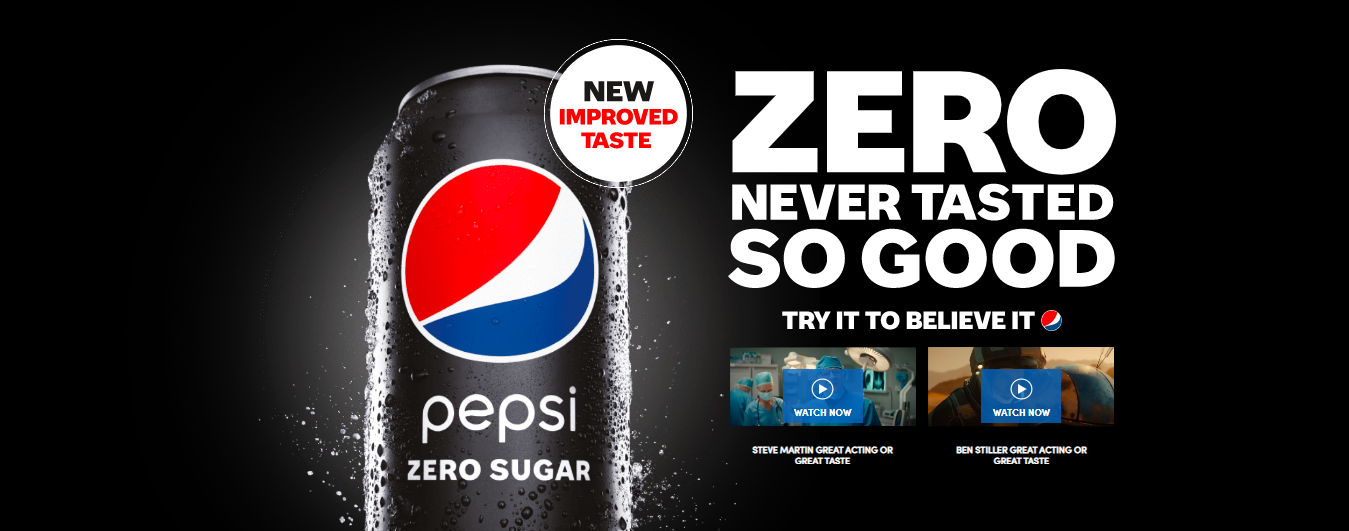 NEW
IMPROVED
TASTE
pepsi
ZERO SUGAR
ZERO
NEVER TASTED
SO GOOD
TRY IT TO BELIEVE IT
WATCH NOW
STEVE MARTIN GREAT ACTING OR
GREAT TASTE
WATCH NOW
BEN STILLER GREAT ACTING OR
GREAT TASTE